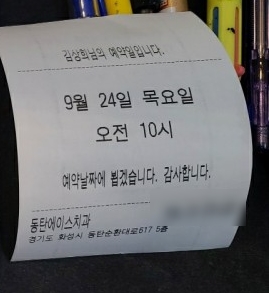 김상희님의 예약일입니다.
9월 24일 목요일
오전 10시
예약날짜에 뵙겠습니다. 감사합니다.
동탄에이스치과
경기도 화성시 동탄순환대로617 5층